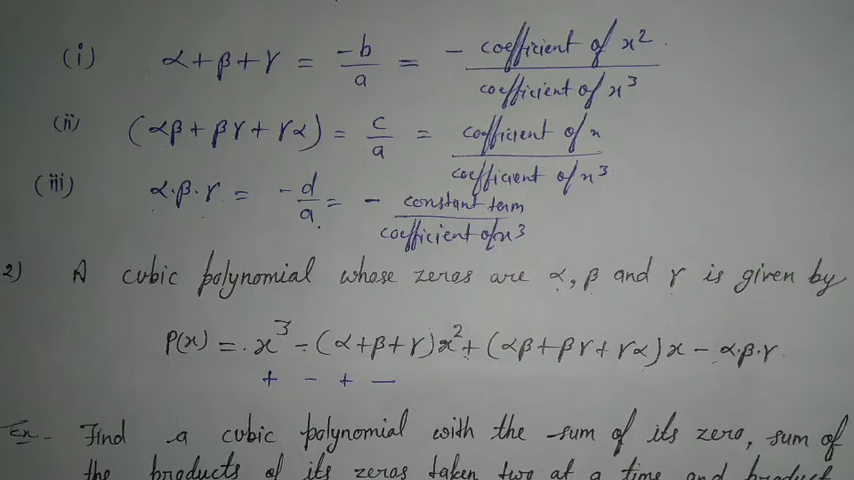 (i) α+β+γ = -b/a = - coefficient of x² / coefficient of x³
(ii) (αβ+βγ+γα) = c/a = coefficient of x / coefficient of x³
(iii) α.β.γ = -d/a = - constant term / coefficient of x³
2) A cubic polynomial whose zeros are α, β and γ is given by
P(x) = x³ - (α+β+γ)x² + (αβ+βγ+γα)x - α.β.γ
+ - + -
Ex.- Find a cubic polynomial with the sum of its zero, sum of
the products of its zeros taken two at a time and product